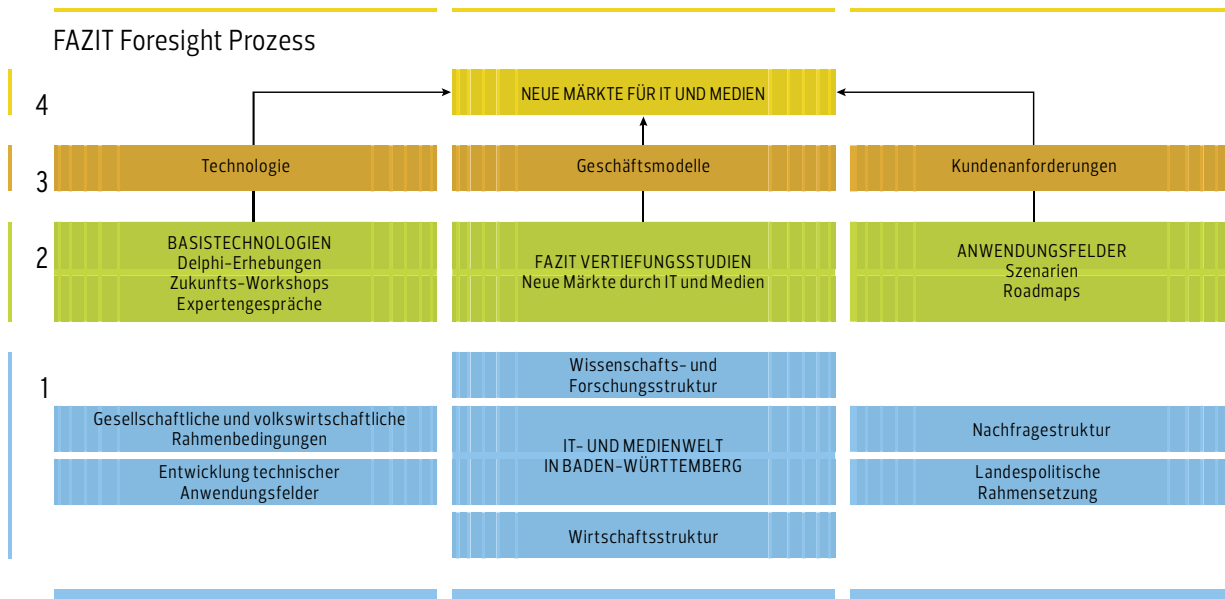 FAZIT Foresight Prozess
4
NEUE MÄRKTE FÜR IT UND MEDIEN
3
Technologie
Geschäftsmodelle
Kundenanforderungen
2
BASISTECHNOLOGIEN
Delphi-Erhebungen
Zukunfts-Workshops
Expertengespräche
FAZIT VERTIEFUNGSSTUDIEN
Neue Märkte durch IT und Medien
ANWENDUNGSFELDER
Szenarien
Roadmaps
1
Wissenschafts- und
Forschungsstruktur
Gesellschaftliche und volkswirtschaftliche
Rahmenbedingungen
Entwicklung technischer
Anwendungsfelder
IT- UND MEDIENWELT
IN BADEN-WÜRTTEMBERG
Nachfragestruktur
Landespolitische
Rahmensetzung
Wirtschaftsstruktur